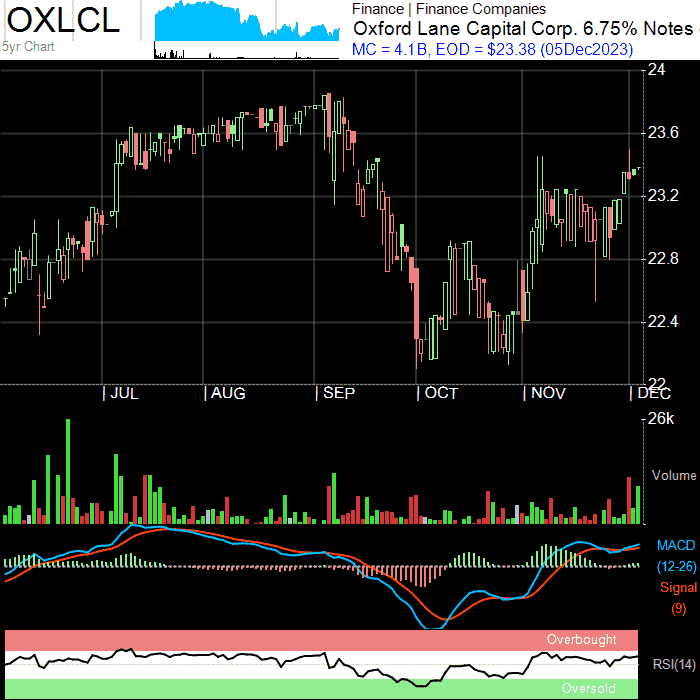 OXLCL
5yr Chart
Finance | Finance Companies
Oxford Lane Capital Corp. 6.75% Notes
MC = 4.1B, EOD = $23.38 (05Dec2023)
24
23.6
23.2
22.8
22.4
22
JUL
AUG
SEP
OCT
NOV
DEC
26k
Volume
MACD
(12-26)
Signal
(9)
Overbought
RSI(14)
Oversold